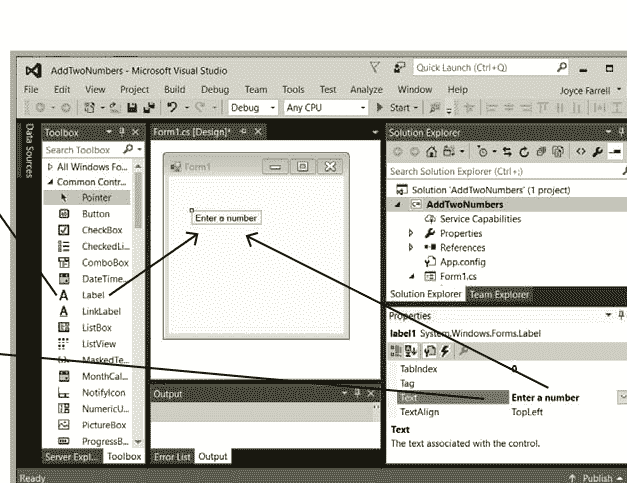 AddTwoNumbers - Microsoft Visual Studio
Quick Launch (Ctrl+Q)
File Edit View Project Build Debug Team Tools Test Analyze Window Help Joyce Farrell
Debug Any CPU Start
Data Sources
Toolbox
Search Toolbox
All Windows Fo...
Common Contr...
Pointer
Button
CheckBox
CheckedLi...
ComboBox
DateTime...
Label
LinkLabel
ListBox
ListView
MaskedTe...
MonthCal...
NotifyIcon
NumericU...
PictureBox
ProgressB...
Server Expl... Toolbox
Form1.cs [Design]*
Form1
Enter a number
Output
Error List Output
Solution Explorer
Search Solution Explorer (Ctrl+;)
Solution 'AddTwoNumbers' (1 project)
AddTwoNumbers
Service Capabilities
Properties
References
App.config
Form1.cs
Solution Explorer Team Explorer
Properties
label1 System.Windows.Forms.Label
TabIndex 0
Tag
Text Enter a number
TextAlign TopLeft
Text
The text associated with the control.
Ready
Publish